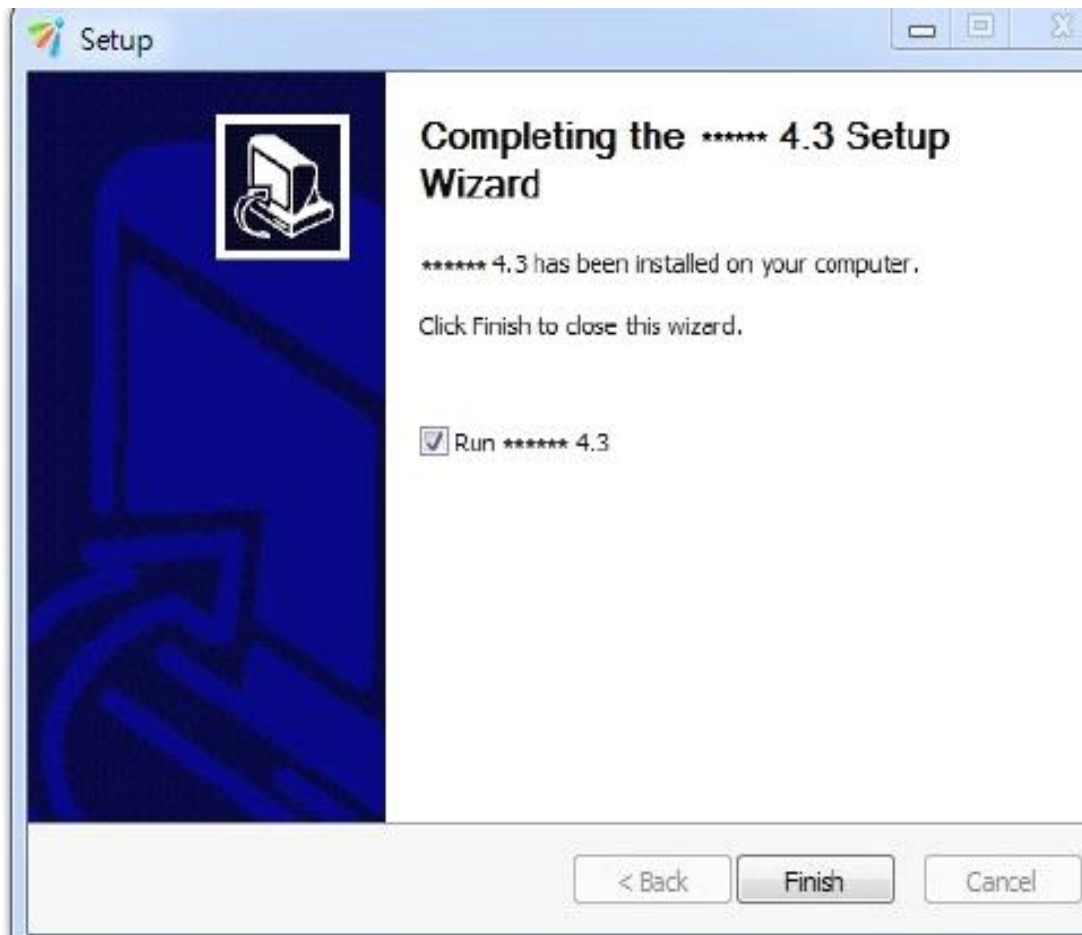 Setup
Completing the ****** 4.3 Setup
Wizard
****** 4.3 has been installed on your computer.
Click Finish to close this wizard.
Run ****** 4.3
< Back
Finish
Cancel